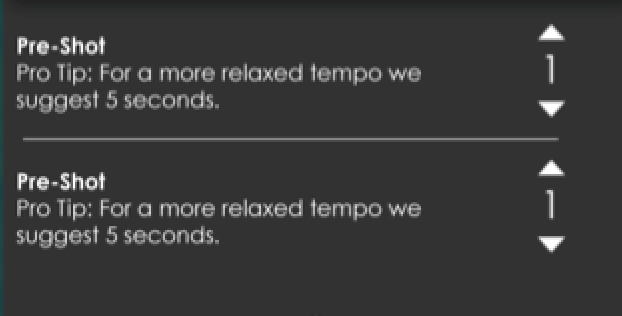 Pre-Shot
Pro Tip: For a more relaxed tempo we
suggest 5 seconds.
1
Pre-Shot
Pro Tip: For a more relaxed tempo we
suggest 5 seconds.
1